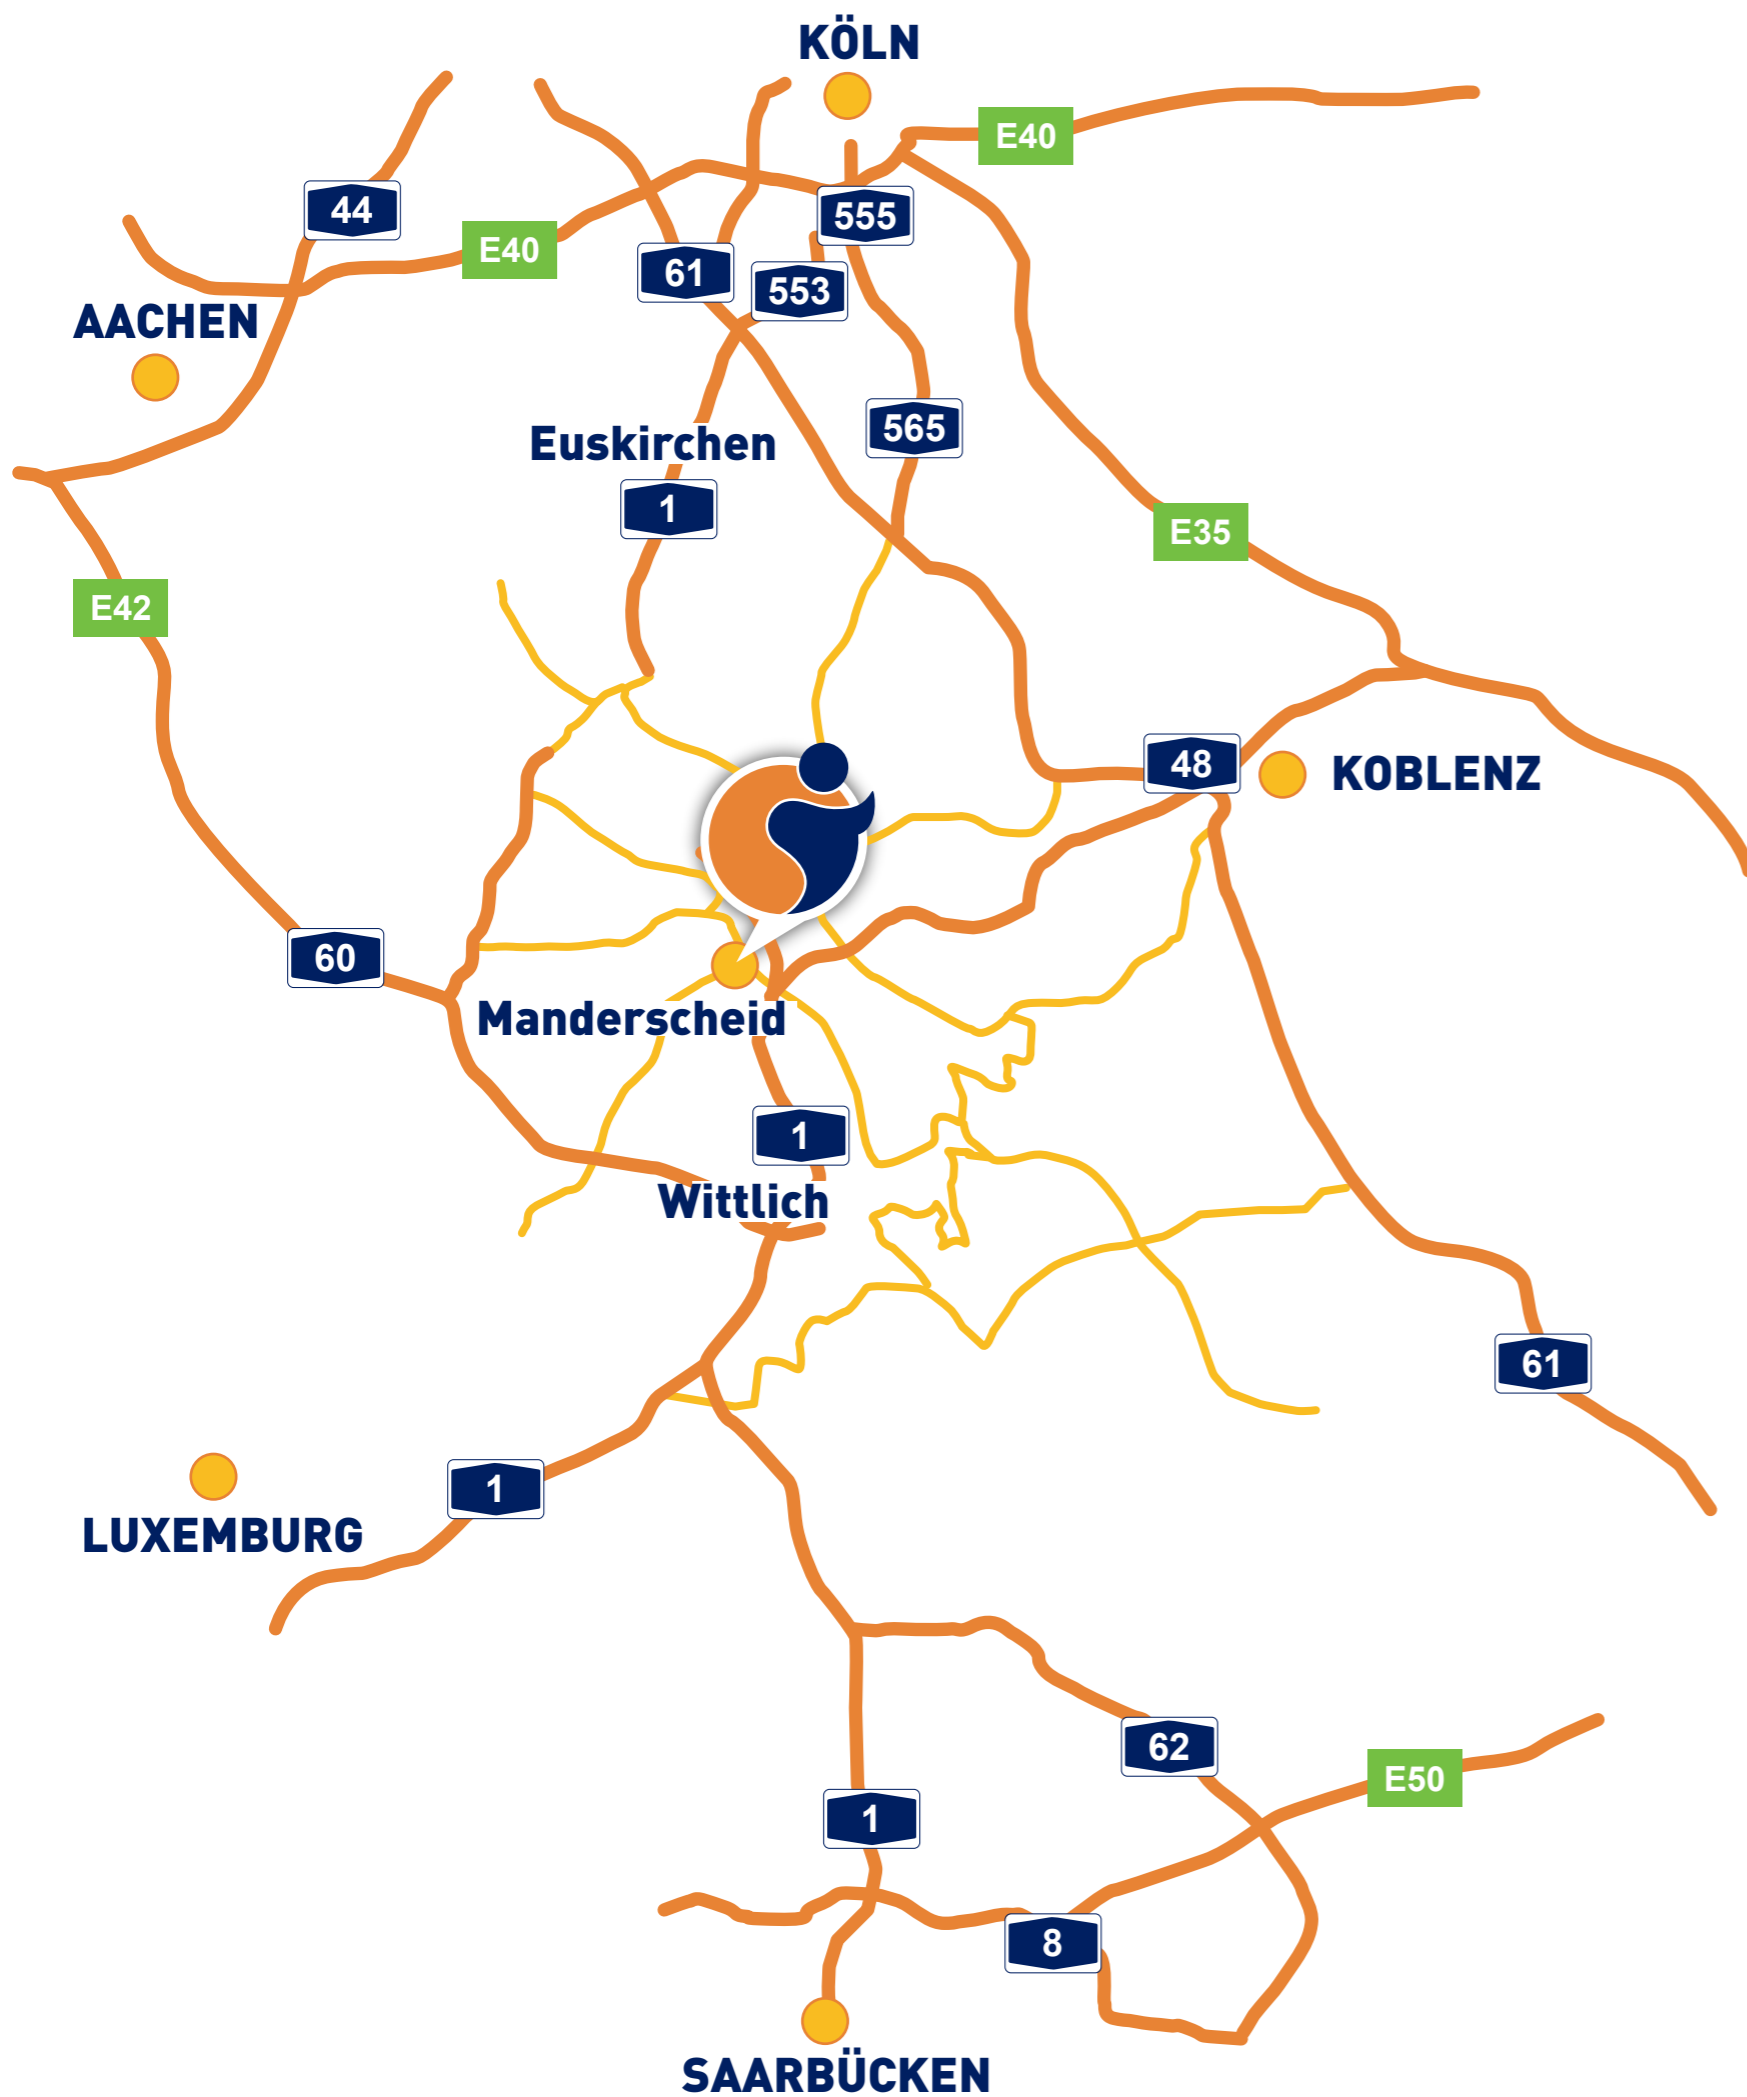 KÖLN
E40
44
555
E40
61
553
AACHEN
565
Euskirchen
1
E35
E42
48
KOBLENZ
60
Manderscheid
1
Wittlich
61
1
LUXEMBURG
62
E50
1
8
SAARBÜCKEN